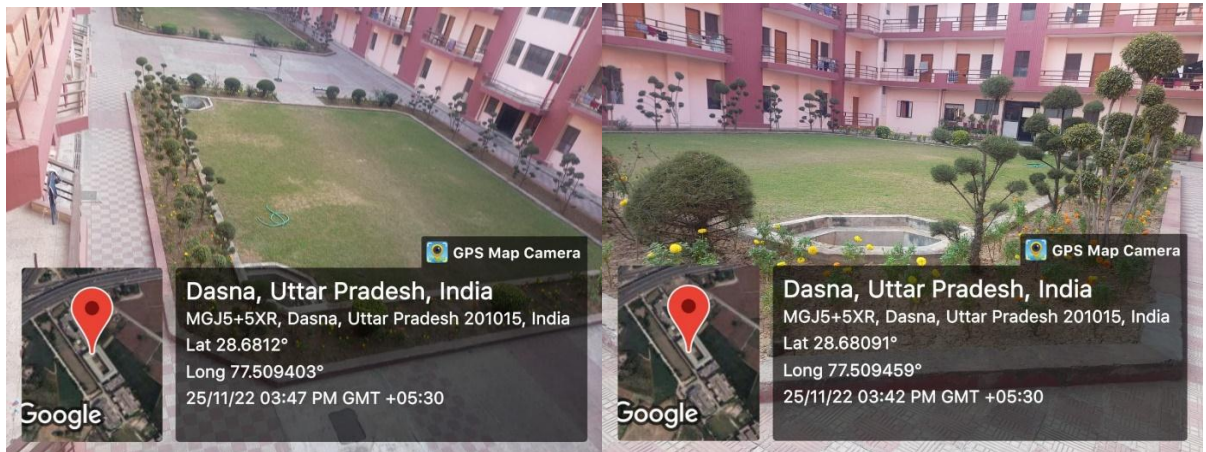 GPS Map Camera
Dasna, Uttar Pradesh, India
MGJ5+5XR, Dasna, Uttar Pradesh 201015, India
Lat 28.6812°
Long 77.509403°
25/11/22 03:47 PM GMT +05:30
Google
GPS Map Camera
Dasna, Uttar Pradesh, India
MGJ5+5XR, Dasna, Uttar Pradesh 201015, India
Lat 28.68091°
Long 77.509459°
25/11/22 03:42 PM GMT +05:30
Google